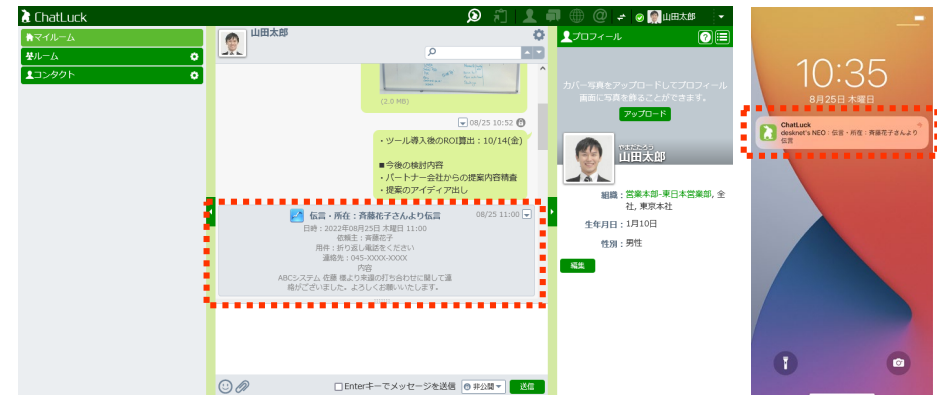 ChatLuck
山田太郎
マイルーム
ルーム
コンタクト
山田太郎
(2.0 MB)
08/25 10:52
・ツール導入後のROI算出：10/14(金)
■今後の検討内容
・パートナー会社からの提案内容精査
・提案のアイディア出し
伝言・所在：斉藤花子さんより伝言
08/25 11:00
日時：2022年08月25日 木曜日 11:00
依頼主：斉藤花子
用件：折り返し電話をください
連絡先：045-XXXX-XXXX
内容
ABCシステム 佐藤 様より来週の打ち合わせに関して連
絡がございました。よろしくお願いいたします。
Enterキーでメッセージを送信
非公開
送信
プロフィール
カバー写真をアップロードしてプロフィール
画面に写真を飾ることができます。
アップロード
やまだたろう
山田太郎
組織：営業本部-東日本営業部, 全
社, 東京本社
生年月日：1月10日
性別：男性
編集
10:35
8月25日 木曜日
ChatLuck
desknet's NEO：伝言・所在：斉藤花子さんより
伝言